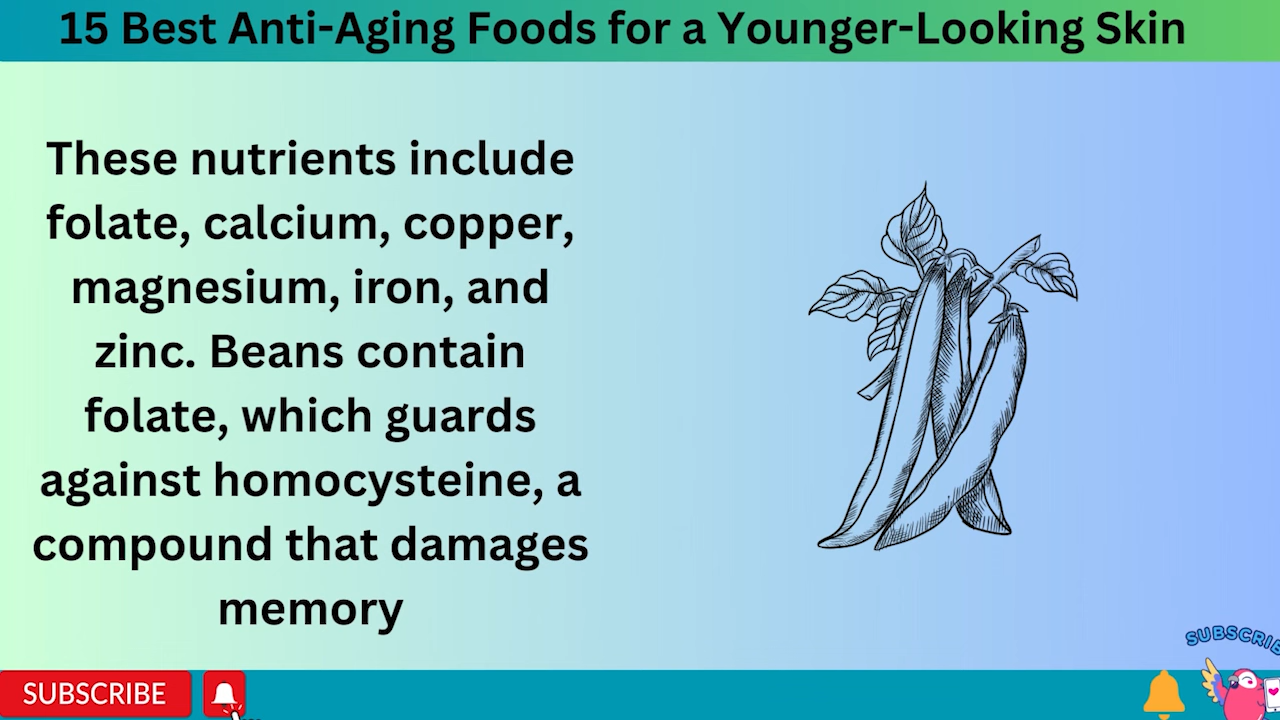 15 Best Anti-Aging Foods for a Younger-Looking Skin
These nutrients include
folate, calcium, copper,
magnesium, iron, and
zinc. Beans contain
folate, which guards
against homocysteine, a
compound that damages
memory
SUBSCRIBE